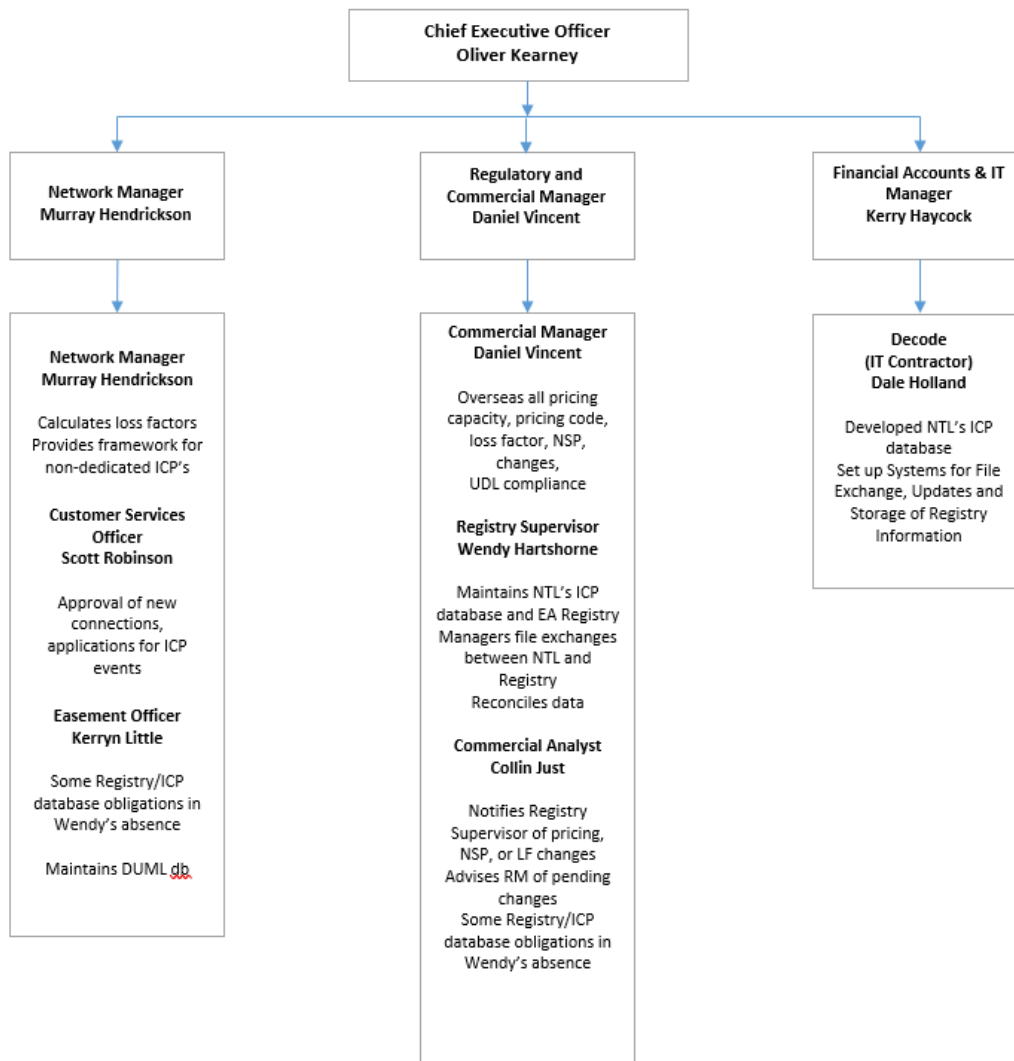 Chief Executive Officer
Oliver Kearney
Network Manager
Murray Hendrickson
Regulatory and
Commercial Manager
Daniel Vincent
Financial Accounts & IT
Manager
Kerry Haycock
Network Manager
Murray Hendrickson
Calculates loss factors
Provides framework for
non-dedicated ICP's
Customer Services
Officer
Scott Robinson
Approval of new
connections,
applications for ICP
events
Easement Officer
Kerryn Little
Some Registry/ICP
database obligations in
Wendy's absence
Maintains DUML db
Commercial Manager
Daniel Vincent
Overseas all pricing
capacity, pricing code,
loss factor, NSP,
changes,
UDL compliance
Registry Supervisor
Wendy Hartshorne
Maintains NTL's ICP
database and EA Registry
Managers file exchanges
between NTL and
Registry
Reconciles data
Commercial Analyst
Collin Just
Notifies Registry
Supervisor of pricing,
NSP, or LF changes
Advises RM of pending
changes
Some Registry/ICP
database obligations in
Wendy's absence
Decode
(IT Contractor)
Dale Holland
Developed NTL's ICP
database
Set up Systems for File
Exchange, Updates and
Storage of Registry
Information